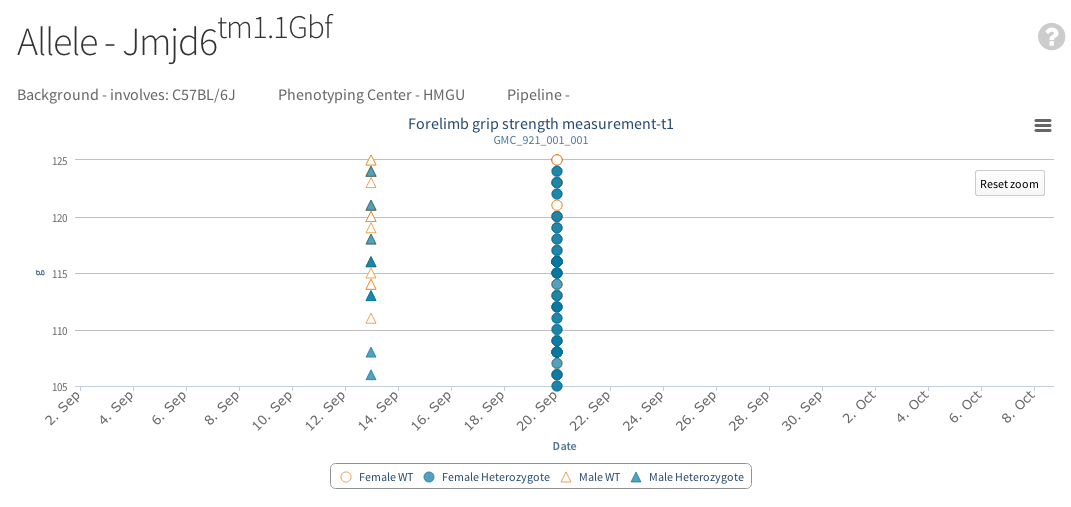 Allele - Jmjd6tm1.1Gbf
?
Background - involves: C57BL/6J Phenotyping Center - HMGU Pipeline -
Forelimb grip strength measurement-t1
GMC_921_001_001
Reset zoom
125
120
115
110
105
g
2. Sep 4. Sep 6. Sep 8. Sep 10. Sep 12. Sep 14. Sep 16. Sep 18. Sep 20. Sep 22. Sep 24. Sep 26. Sep 28. Sep 30. Sep 2. Oct 4. Oct 6. Oct 8. Oct
Date
Female WT Female Heterozygote Male WT Male Heterozygote